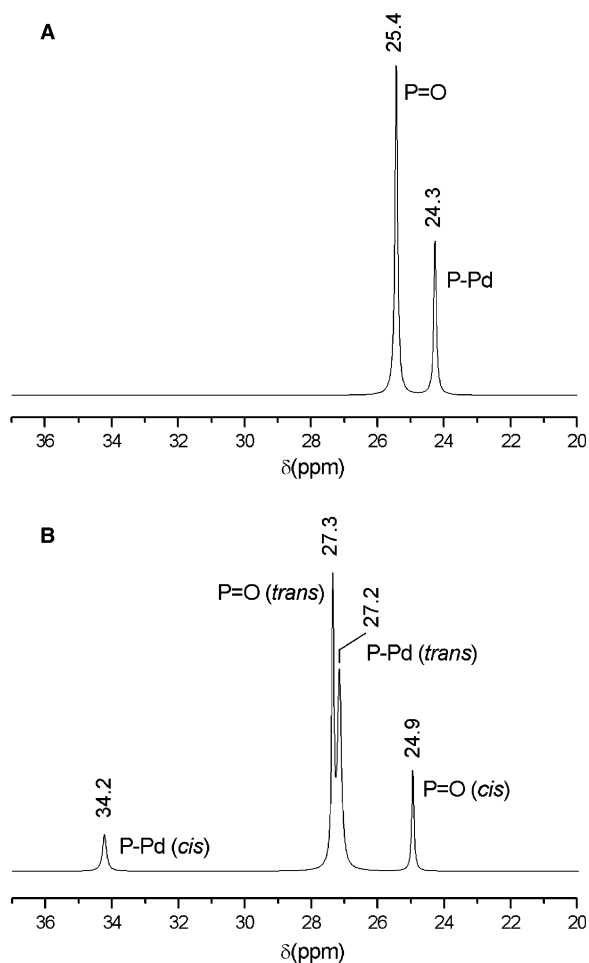 A
25.4
P=O
24.3
P-Pd
36 34 32 30 28 26 24 22 20
δ(ppm)
B
27.3
P=O (trans)
27.2
P-Pd (trans)
24.9
34.2
P=O (cis)
P-Pd (cis)
36 34 32 30 28 26 24 22 20
δ(ppm)